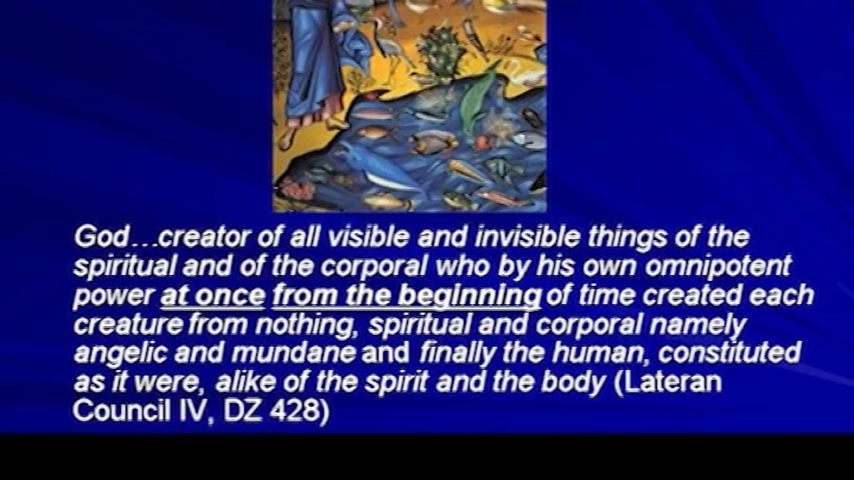 God…creator of all visible and invisible things of the
spiritual and of the corporal who by his own omnipotent
power at once from the beginning of time created each
creature from nothing, spiritual and corporal namely
angelic and mundane and finally the human, constituted
as it were, alike of the spirit and the body (Lateran
Council IV, DZ 428)